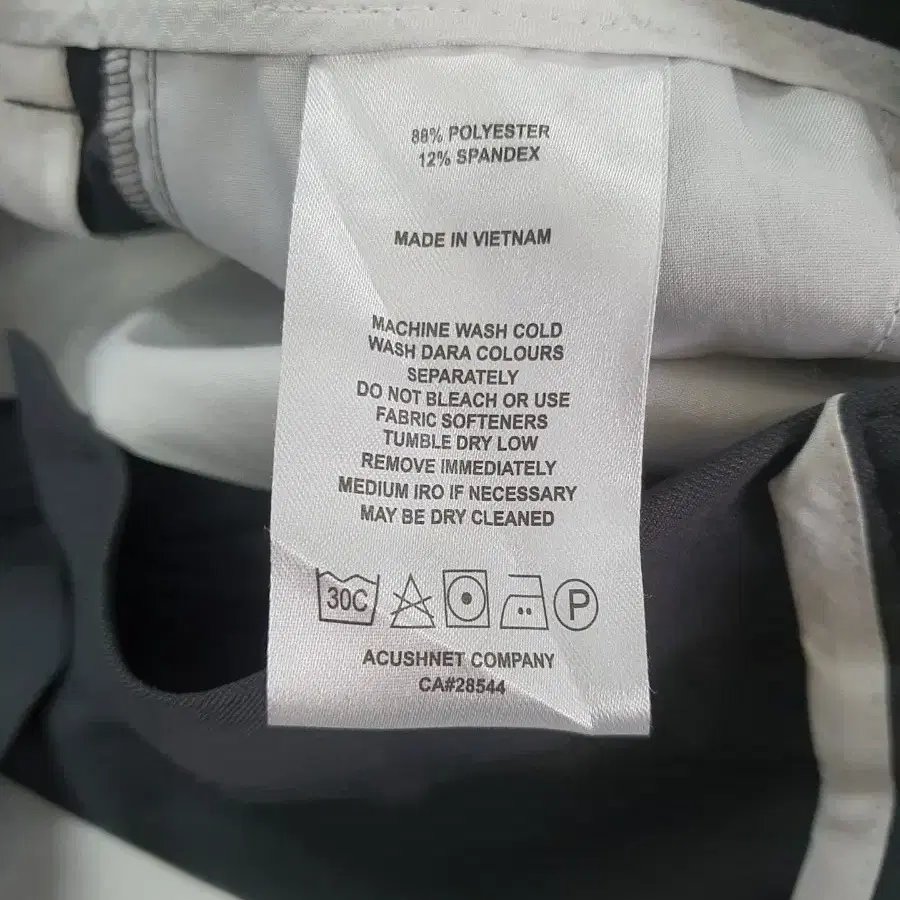 88% POLYESTER
12% SPANDEX
MADE IN VIETNAM
MACHINE WASH COLD
WASH DARA COLOURS
SEPARATELY
DO NOT BLEACH OR USE
FABRIC SOFTENERS
TUMBLE DRY LOW
REMOVE IMMEDIATELY
MEDIUM IRO IF NECESSARY
MAY BE DRY CLEANED
30C P
ACUSHNET COMPANY
CA#28544